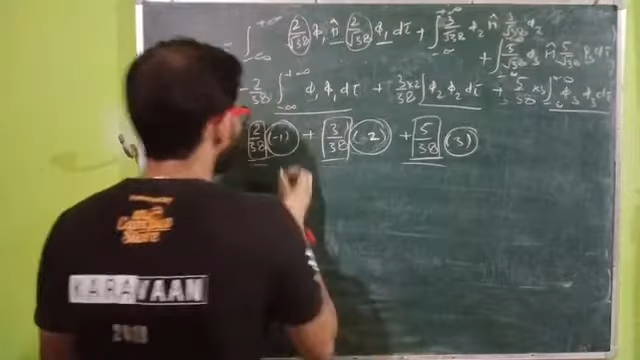 = ∫_{-∞}^{+∞} (2/√38) ϕ₁ Ĥ (2/√38) ϕ₁ dτ + ∫_{-∞}^{+∞} 3/√38 ϕ₂ Ĥ 3/√38 ϕ₂
+ ∫ 5/√38 ϕ₃ Ĥ 5/√38 ϕ₃ dτ
2/38 ∫_{-∞}^{+∞} ϕ₁ ϕ₁ dτ + 3×2/38 ∫ ϕ₂ ϕ₂ dτ + 5/38 ×3 ∫ ϕ₃ ϕ₃ dτ
2/38 (-1) + 3/38 (-2) + 5/38 (3)
KARAVAAN